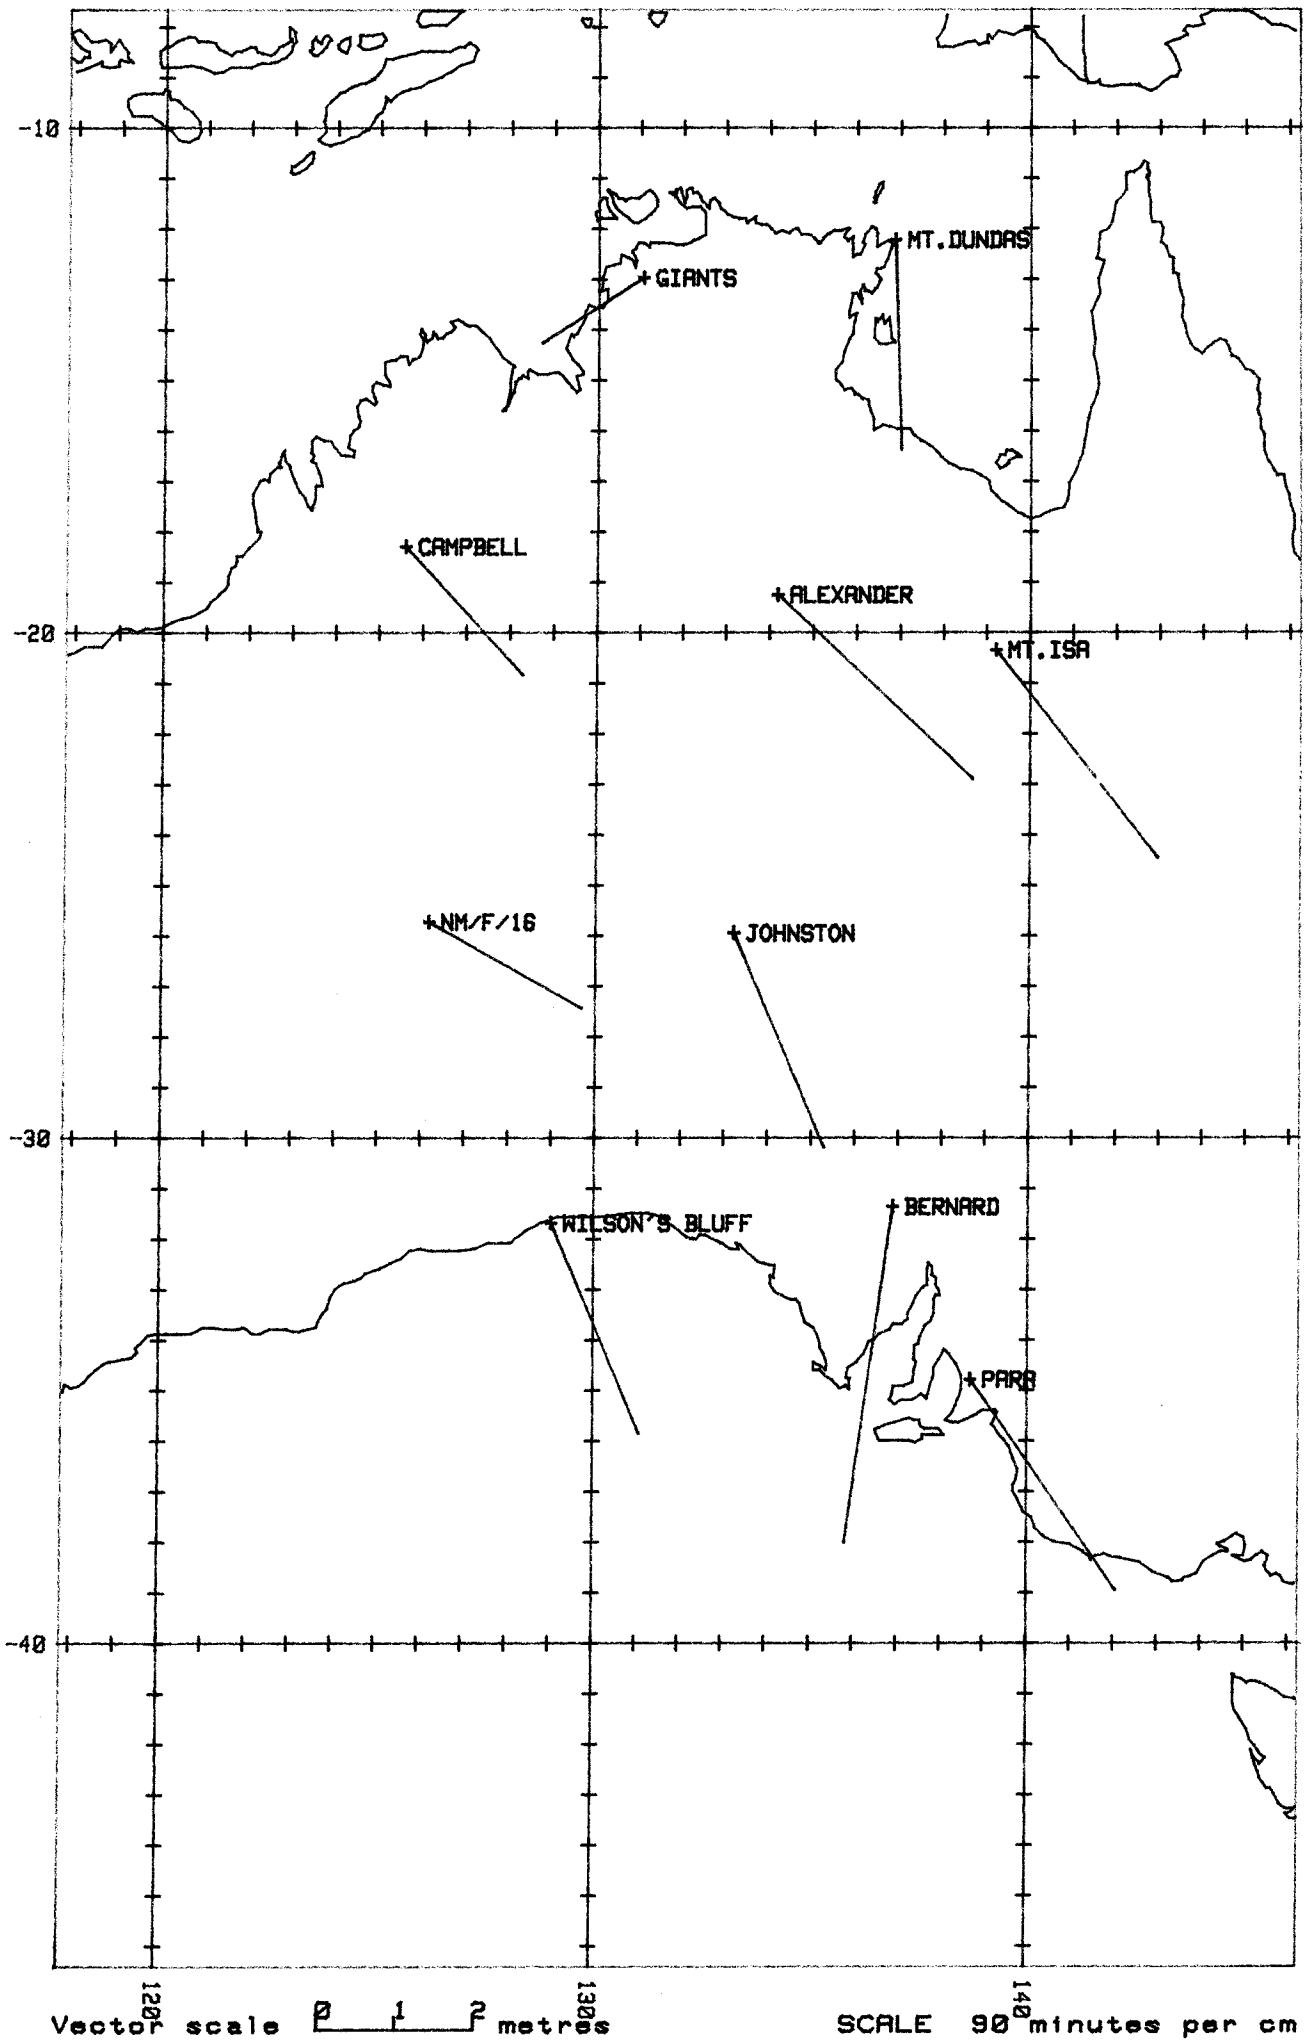 -10
MT.DUNDAS
GIANTS
CAMPBELL
ALEXANDER
-20
MT.ISA
NM/F/16
JOHNSTON
-30
BERNARD
WILSON'S BLUFF
PARA
-40
120
130
140
0 1 2
Vector scale metres
SCALE 90 minutes per cm